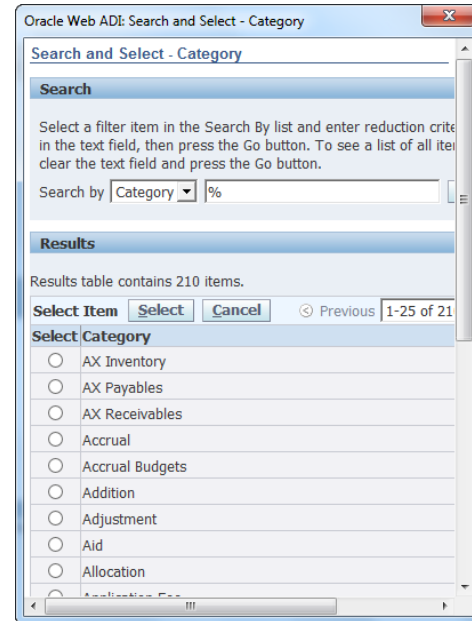 Oracle Web ADI: Search and Select - Category
Search and Select - Category
Search
Select a filter item in the Search By list and enter reduction crite
in the text field, then press the Go button. To see a list of all iter
clear the text field and press the Go button.
Search by Category %
Results
Results table contains 210 items.
Select Item Select Cancel Previous 1-25 of 21
Select Category
AX Inventory
AX Payables
AX Receivables
Accrual
Accrual Budgets
Addition
Adjustment
Aid
Allocation
Application Fee